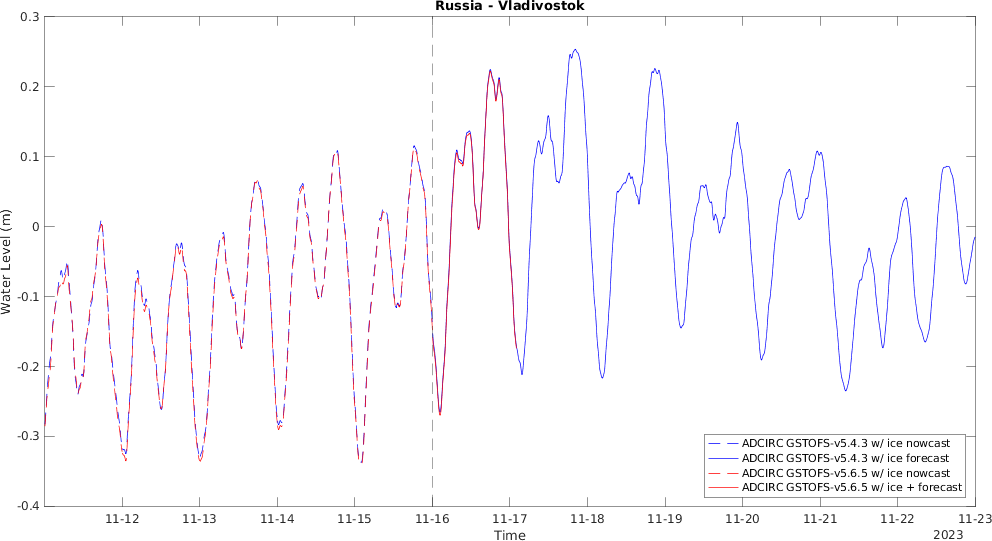 Russia - Vladivostok
Water Level (m)
0.3
0.2
0.1
0
-0.1
-0.2
-0.3
-0.4
ADCIRC GSTOFS-v5.4.3 w/ ice nowcast
ADCIRC GSTOFS-v5.4.3 w/ ice forecast
ADCIRC GSTOFS-v5.6.5 w/ ice nowcast
ADCIRC GSTOFS-v5.6.5 w/ ice + forecast
11-12 11-13 11-14 11-15 11-16 11-17 11-18 11-19 11-20 11-21 11-22 11-23
Time
2023